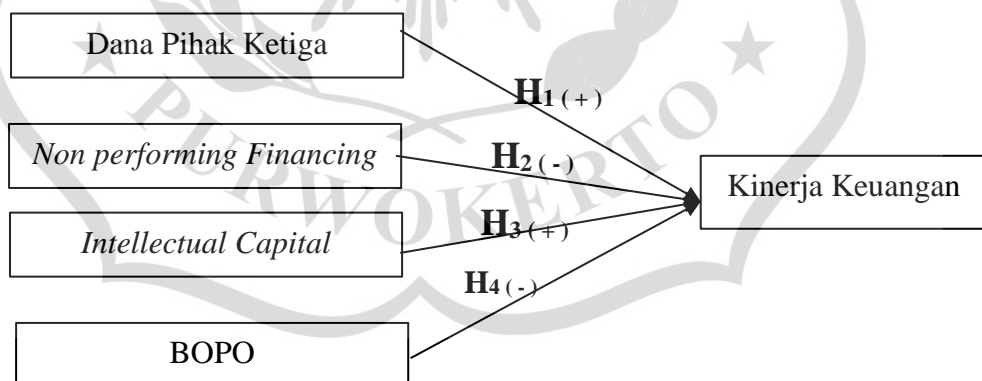 Dana Pihak Ketiga
H1 ( + )
Non performing Financing
H2 ( - )
Kinerja Keuangan
Intellectual Capital
H3 ( + )
H4 ( - )
BOPO
PURWOKERTO